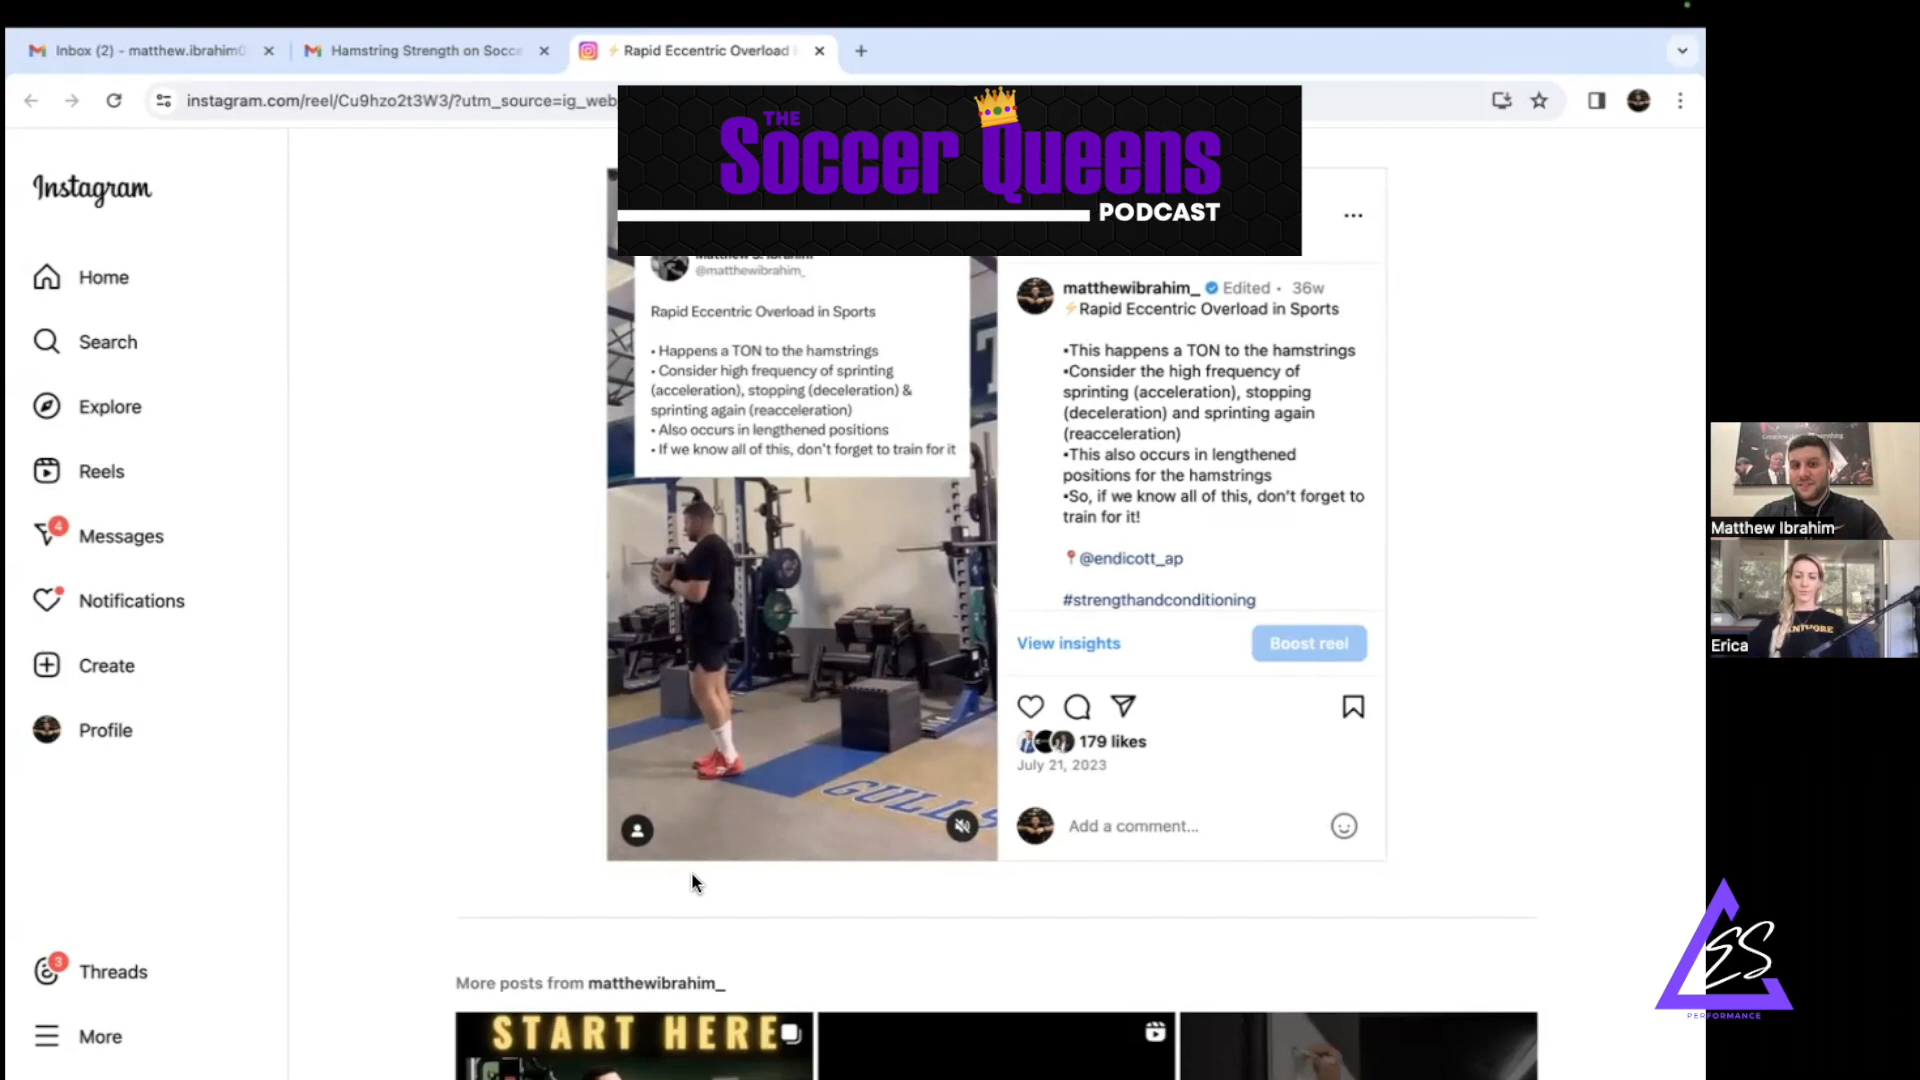 Inbox (2) - matthew.ibrahim
Hamstring Strength on Socce
⚡ Rapid Eccentric Overload
instagram.com/reel/Cu9hzo2t3W3/?utm_source=ig_web
THE
Soccer Queens
PODCAST
Instagram
Home
Search
Explore
Reels
4
Messages
Notifications
Create
Profile
3
Threads
More
Matthew S. Ibrahim
@matthewibrahim_
Rapid Eccentric Overload in Sports
• Happens a TON to the hamstrings
• Consider high frequency of sprinting
(acceleration), stopping (deceleration) &
sprinting again (reacceleration)
• Also occurs in lengthened positions
• If we know all of this, don't forget to train for it
GULLS
matthewibrahim_ Edited • 36w
⚡Rapid Eccentric Overload in Sports
▪This happens a TON to the hamstrings
▪Consider the high frequency of
sprinting (acceleration), stopping
(deceleration) and sprinting again
(reacceleration)
▪This also occurs in lengthened
positions for the hamstrings
▪So, if we know all of this, don't forget to
train for it!
📍@endicott_ap
#strengthandconditioning
View insights
Boost reel
179 likes
July 21, 2023
Add a comment...
More posts from matthewibrahim_
START HERE
Matthew Ibrahim
Erica
ES
PERFORMANCE